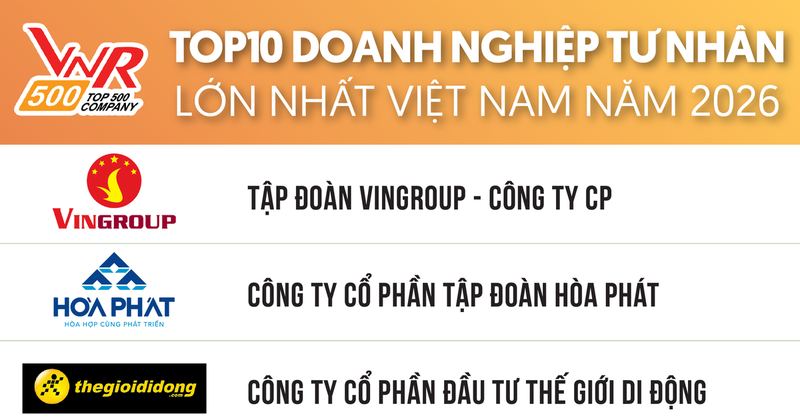 VNR
500
TOP 500
COMPANY
TOP10 DOANH NGHIỆP TƯ NHÂN
LỚN NHẤT VIỆT NAM NĂM 2026
VINGROUP
TẬP ĐOÀN VINGROUP - CÔNG TY CP
HÒA PHÁT
HÒA HỢP CÙNG PHÁT TRIỂN
CÔNG TY CỔ PHẦN TẬP ĐOÀN HÒA PHÁT
thegioididong
.com
CÔNG TY CỔ PHẦN ĐẦU TƯ THẾ GIỚI DI ĐỘNG